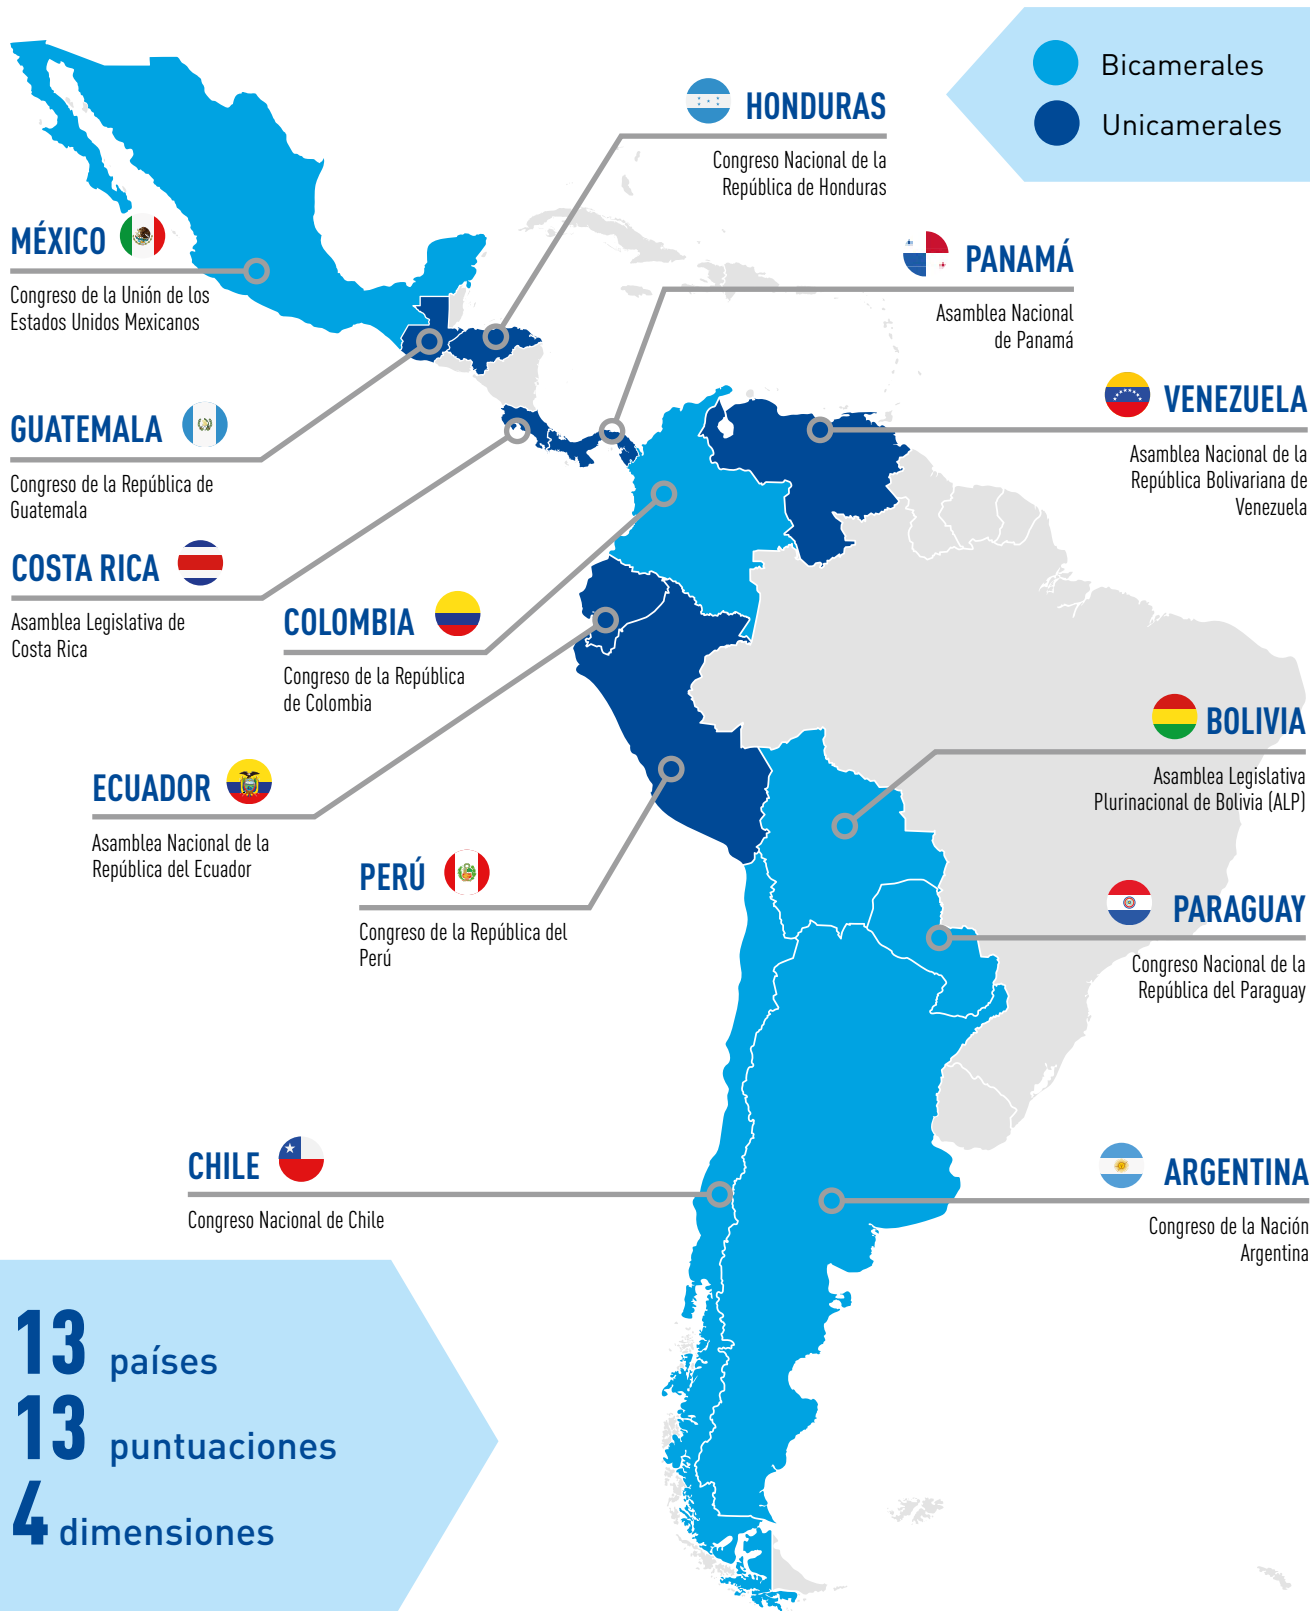 Bicamerales
Unicamerales
HONDURAS
Congreso Nacional de la
República de Honduras
MÉXICO
Congreso de la Unión de los
Estados Unidos Mexicanos
PANAMÁ
Asamblea Nacional
de Panamá
VENEZUELA
Asamblea Nacional de la
República Bolivariana de
Venezuela
GUATEMALA
Congreso de la República de
Guatemala
COSTA RICA
Asamblea Legislativa de
Costa Rica
COLOMBIA
Congreso de la República
de Colombia
BOLIVIA
Asamblea Legislativa
Plurinacional de Bolivia (ALP)
ECUADOR
Asamblea Nacional de la
República del Ecuador
PERÚ
Congreso de la República del
Perú
PARAGUAY
Congreso Nacional de la
República del Paraguay
CHILE
Congreso Nacional de Chile
ARGENTINA
Congreso de la Nación
Argentina
13 países
13 puntuaciones
4 dimensiones